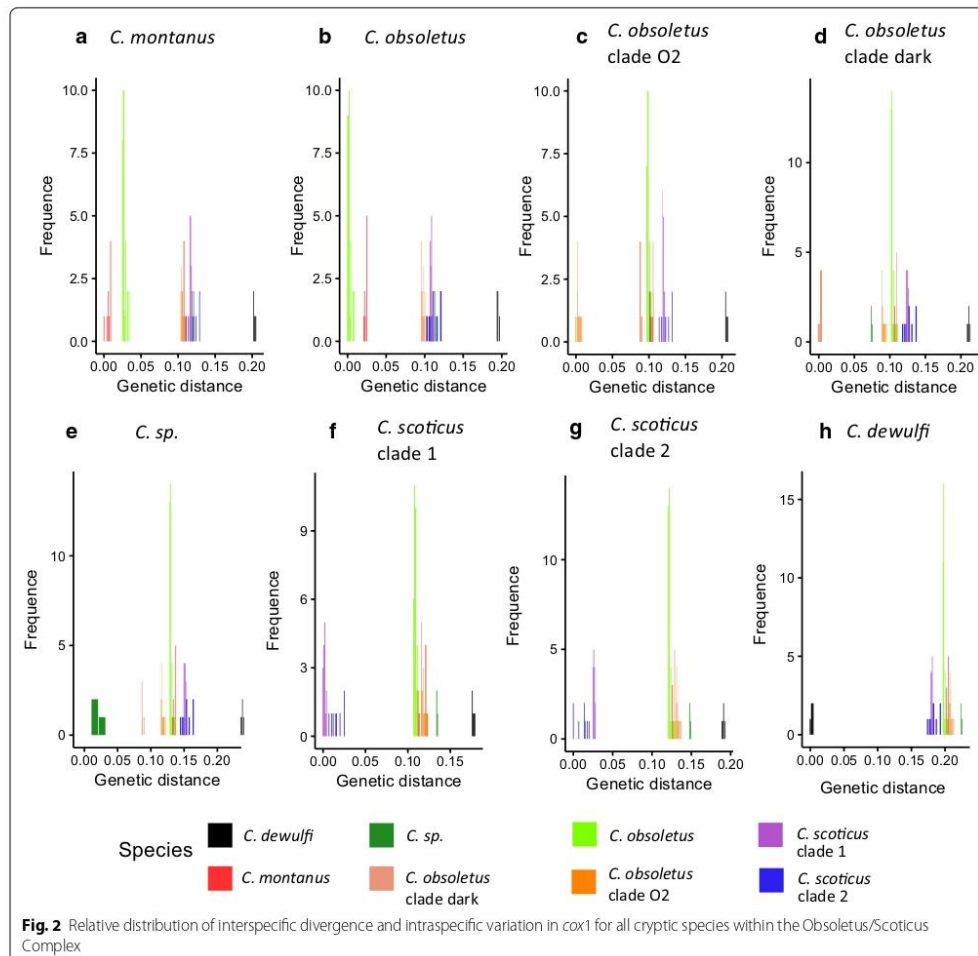 a C. montanus
b C. obsoletus
c C. obsoletus
clade O2
d C. obsoletus
clade dark
Frequence
10.0
7.5
5.0
2.5
0.0
0.00 0.05 0.10 0.15 0.20
Genetic distance
Frequence
10.0
7.5
5.0
2.5
0.0
0.00 0.05 0.10 0.15 0.20
Genetic distance
Frequence
10.0
7.5
5.0
2.5
0.0
0.00 0.05 0.10 0.15 0.20
Genetic distance
Frequence
10
5
0
0.00 0.05 0.10 0.15 0.20
Genetic distance
e C. sp.
f C. scoticus
clade 1
g C. scoticus
clade 2
h C. dewulfi
Frequence
10
5
0
0.00 0.05 0.10 0.15 0.20
Genetic distance
Frequence
9
6
3
0
0.00 0.05 0.10 0.15
Genetic distance
Frequence
10
5
0
0.00 0.05 0.10 0.15 0.20
Genetic distance
Frequence
15
10
5
0
0.00 0.05 0.10 0.15 0.20
Genetic distance
Species
C. dewulfi
C. sp.
C. obsoletus
C. scoticus
clade 1
C. montanus
C. obsoletus
clade dark
C. obsoletus
clade O2
C. scoticus
clade 2
Fig. 2 Relative distribution of interspecific divergence and intraspecific variation in cox1 for all cryptic species within the Obsoletus/Scoticus
Complex